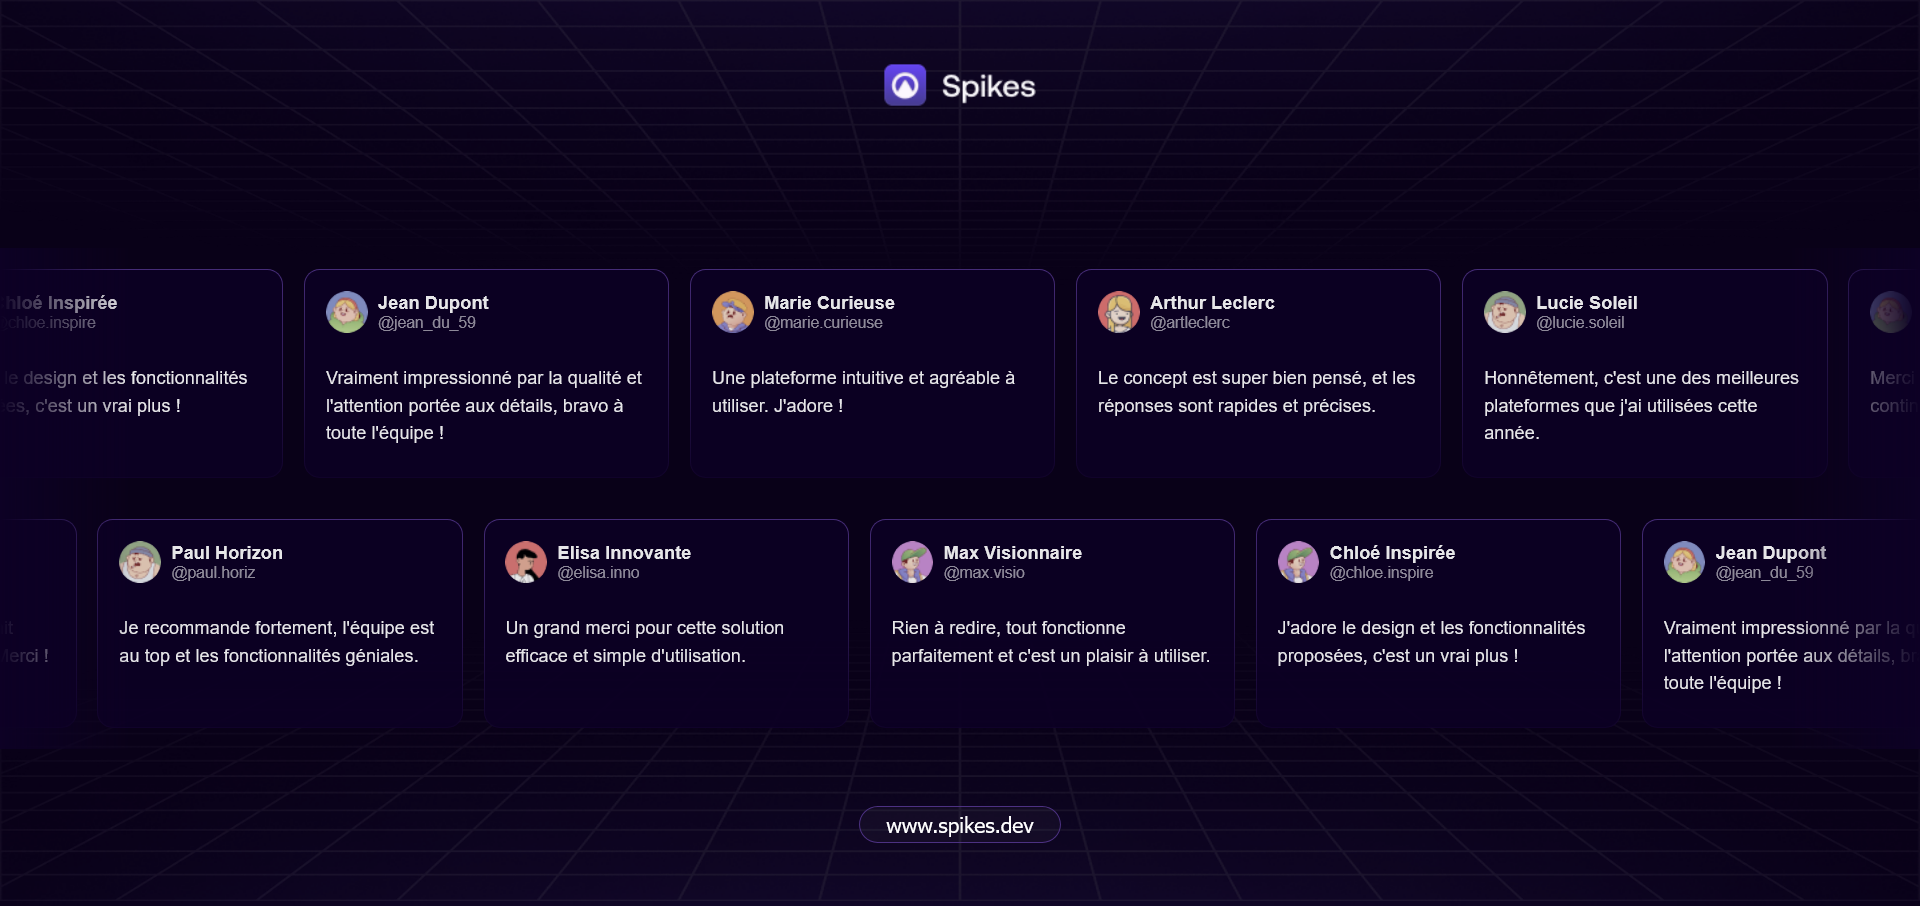 Spikes
hloé Inspirée
@chloe.inspire
le design et les fonctionnalités
es, c'est un vrai plus !
Jean Dupont
@jean_du_59
Vraiment impressionné par la qualité et
l'attention portée aux détails, bravo à
toute l'équipe !
Marie Curieuse
@marie.curieuse
Une plateforme intuitive et agréable à
utiliser. J'adore !
Arthur Leclerc
@artleclerc
Le concept est super bien pensé, et les
réponses sont rapides et précises.
Lucie Soleil
@lucie.soleil
Honnêtement, c'est une des meilleures
plateformes que j'ai utilisées cette
année.
Merci
contin
it
Merci !
Paul Horizon
@paul.horiz
Je recommande fortement, l'équipe est
au top et les fonctionnalités géniales.
Elisa Innovante
@elisa.inno
Un grand merci pour cette solution
efficace et simple d'utilisation.
Max Visionnaire
@max.visio
Rien à redire, tout fonctionne
parfaitement et c'est un plaisir à utiliser.
Chloé Inspirée
@chloe.inspire
J'adore le design et les fonctionnalités
proposées, c'est un vrai plus !
Jean Dupont
@jean_du_59
Vraiment impressionné par la q
l'attention portée aux détails, br
toute l'équipe !
www.spikes.dev